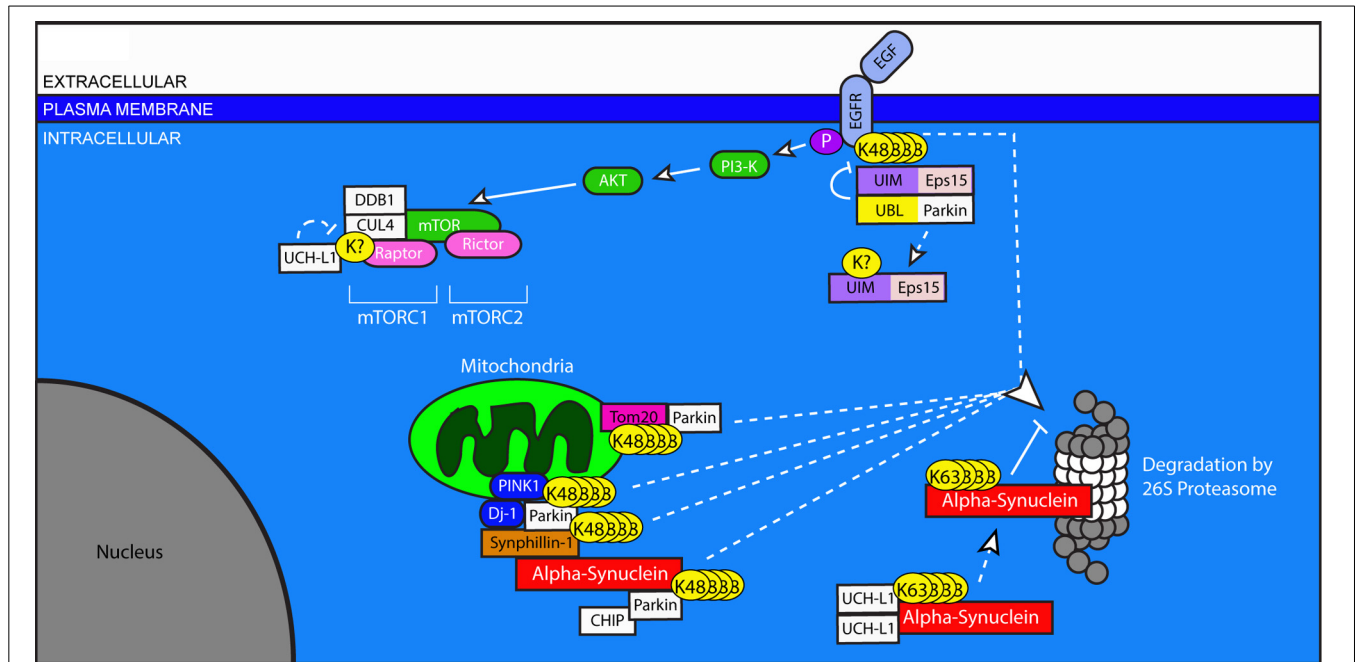 EXTRACELLULAR
EGF
PLASMA MEMBRANE
EGFR
INTRACELLULAR
P
K48
PI3-K
AKT
UIM Eps15
UBL Parkin
DDB1
CUL4 mTOR
K?
Raptor
Rictor
UCH-L1
mTORC1 mTORC2
K?
UIM Eps15
Mitochondria
Tom20 Parkin
K48
PINK1
K48
Dj-1 Parkin
K48
Synphillin-1
Alpha-Synuclein
K48
Parkin
CHIP
K63
Alpha-Synuclein
Degradation by
26S Proteasome
UCH-L1
K63
Alpha-Synuclein
UCH-L1
Nucleus